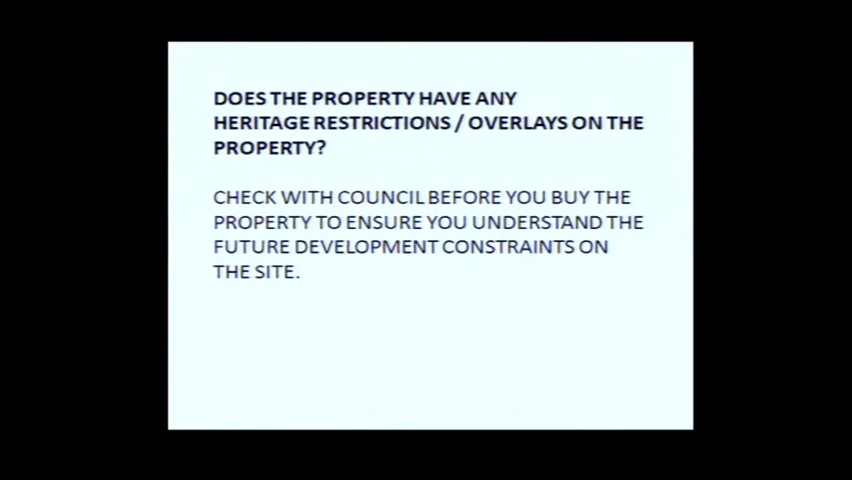 DOES THE PROPERTY HAVE ANY
HERITAGE RESTRICTIONS / OVERLAYS ON THE
PROPERTY?
CHECK WITH COUNCIL BEFORE YOU BUY THE
PROPERTY TO ENSURE YOU UNDERSTAND THE
FUTURE DEVELOPMENT CONSTRAINTS ON
THE SITE.